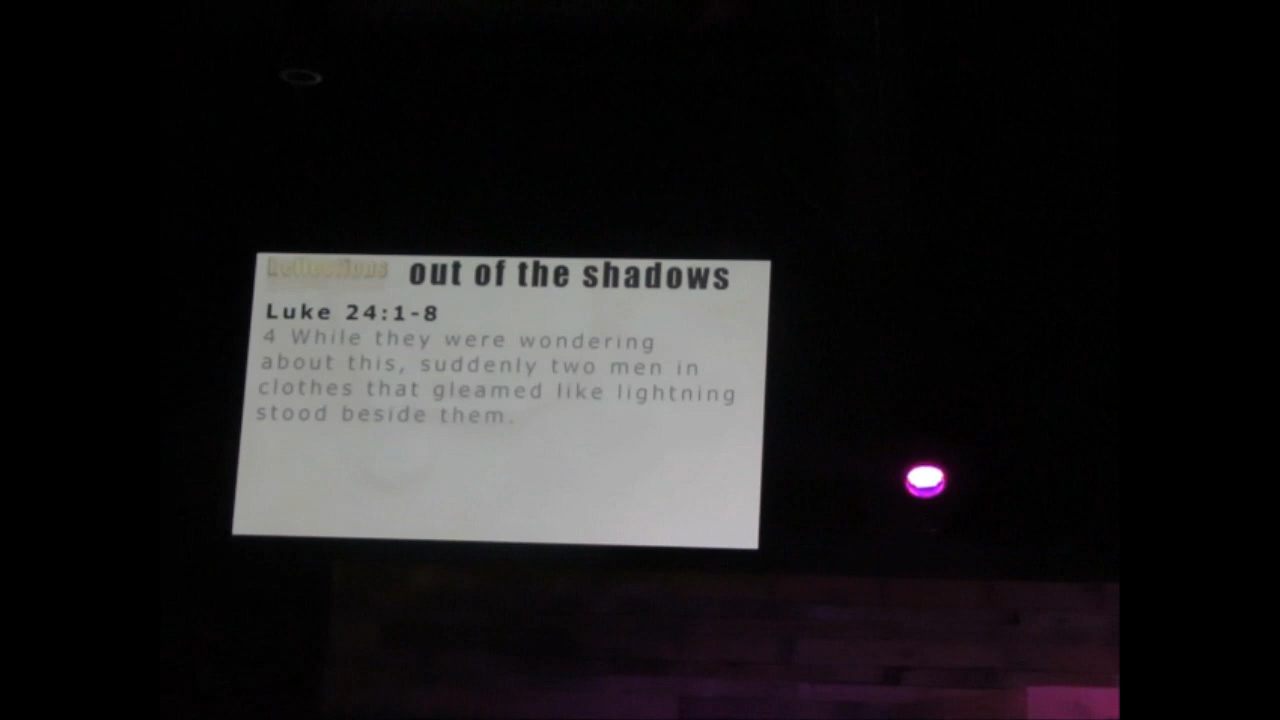 Reflections out of the shadows
Luke 24:1-8
4 While they were wondering
about this, suddenly two men in
clothes that gleamed like lightning
stood beside them.